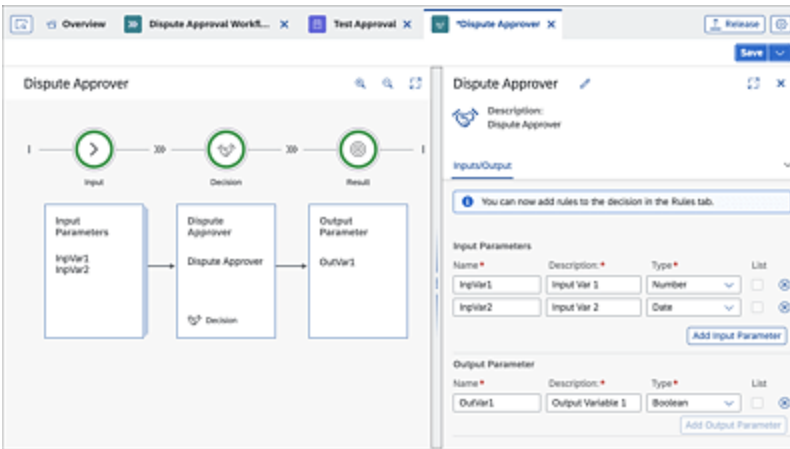 Overview
Dispute Approval Workfl...
Test Approval
*Dispute Approver
Release
Save
Dispute Approver
Input
Decision
Result
Input
Parameters
InpVar1
InpVar2
Dispute
Approver
Dispute Approver
Decision
Output
Parameter
OutVar1
Dispute Approver
Description:
Dispute Approver
Inputs/Output
You can now add rules to the decision in the Rules tab.
Input Parameters
Name* Description:* Type* List
InpVar1 Input Var 1 Number
InpVar2 Input Var 2 Date
Add Input Parameter
Output Parameter
Name* Description:* Type* List
OutVar1 Output Variable 1 Boolean
Add Output Parameter